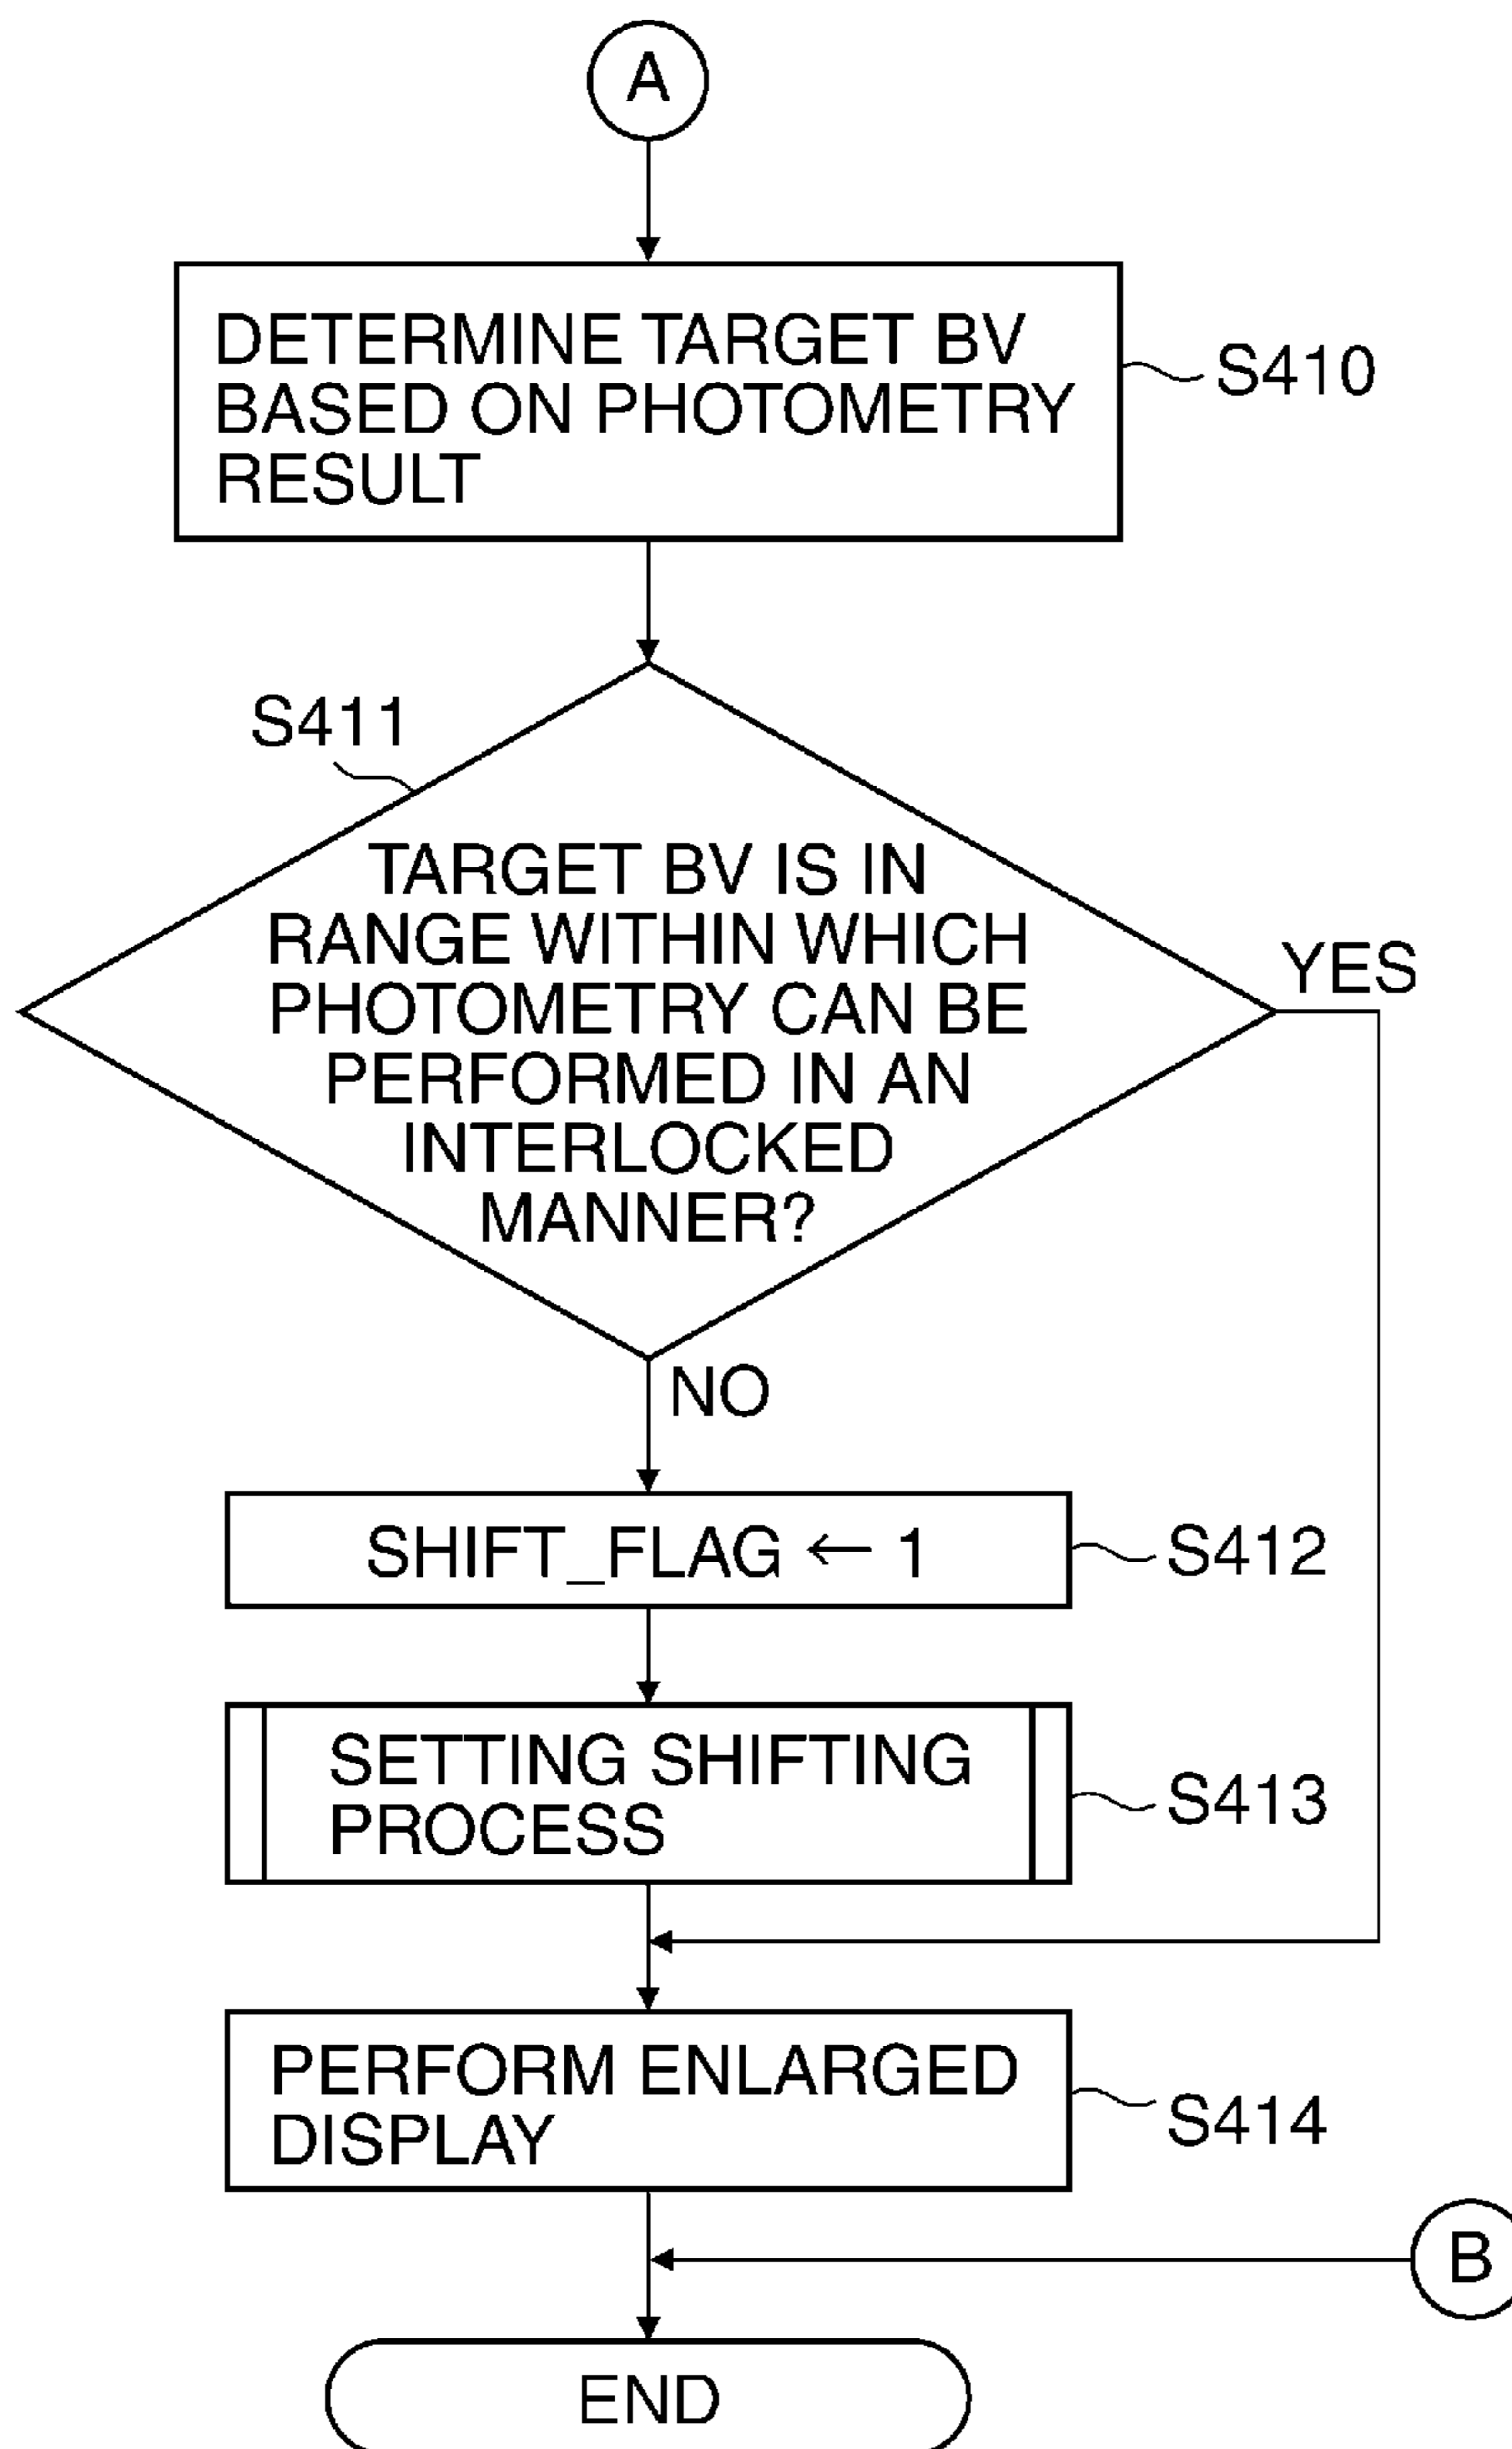 A
DETERMINE TARGET BV
BASED ON PHOTOMETRY
RESULT
S410
S411
TARGET BV IS IN
RANGE WITHIN WHICH
PHOTOMETRY CAN BE
PERFORMED IN AN
INTERLOCKED
MANNER?
YES
NO
SHIFT_FLAG ← 1
S412
SETTING SHIFTING
PROCESS
S413
PERFORM ENLARGED
DISPLAY
S414
B
END